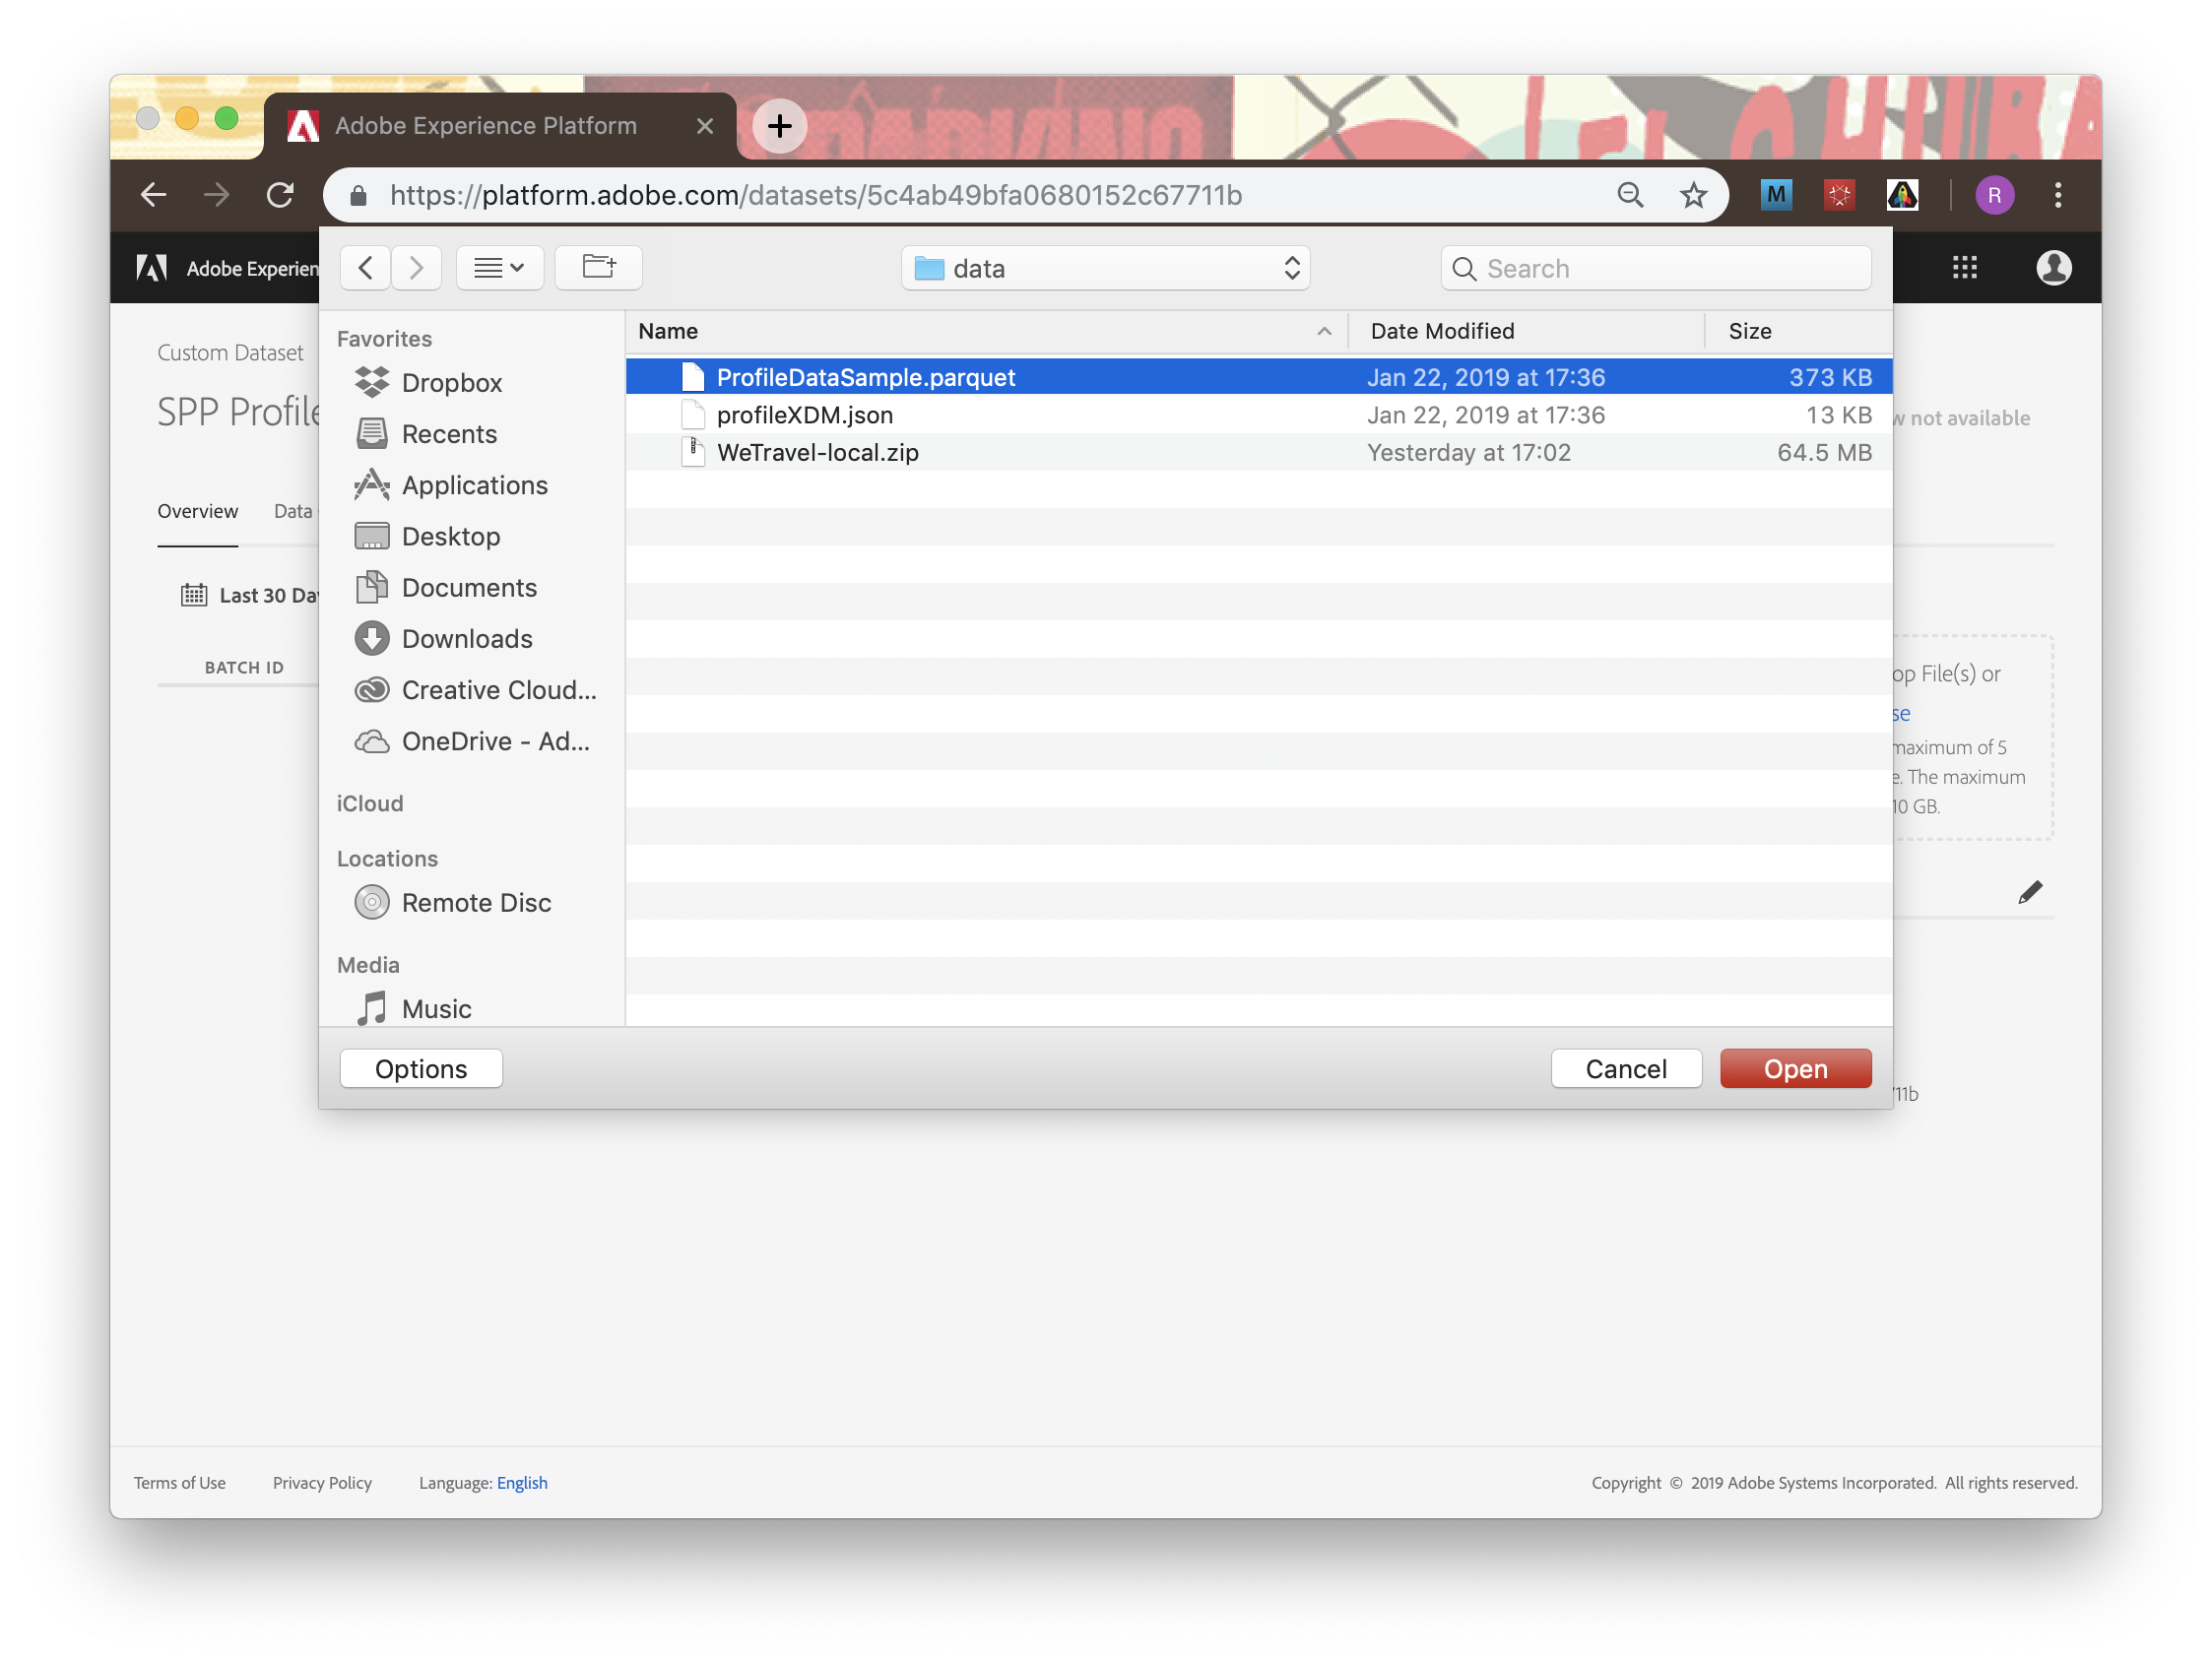 Adobe Experience Platform
https://platform.adobe.com/datasets/5c4ab49bfa0680152c67711b
M
R
Adobe Experien
data
Search
Custom Dataset
SPP Profile
w not available
Overview
Data
Last 30 Da
BATCH ID
Favorites
Dropbox
Recents
Applications
Desktop
Documents
Downloads
Creative Cloud...
OneDrive - Ad...
iCloud
Locations
Remote Disc
Media
Music
Name Date Modified Size
ProfileDataSample.parquet Jan 22, 2019 at 17:36 373 KB
profileXDM.json Jan 22, 2019 at 17:36 13 KB
WeTravel-local.zip Yesterday at 17:02 64.5 MB
op File(s) or
se
maximum of 5
e. The maximum
10 GB.
Options
Cancel
Open
11b
Terms of Use
Privacy Policy
Language: English
Copyright © 2019 Adobe Systems Incorporated. All rights reserved.